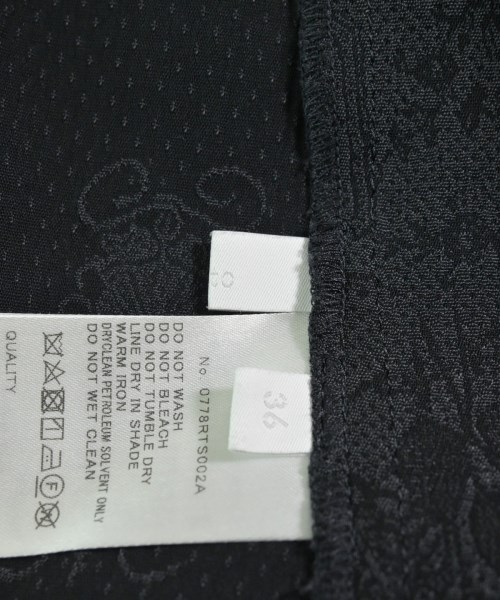 36
No 0778RTS002A
DO NOT WASH
DO NOT BLEACH
DO NOT TUMBLE DRY
LINE DRY IN SHADE
WARM IRON
DRYCLEAN PETROLEUM SOLVENT ONLY
DO NOT WET CLEAN
QUALITY